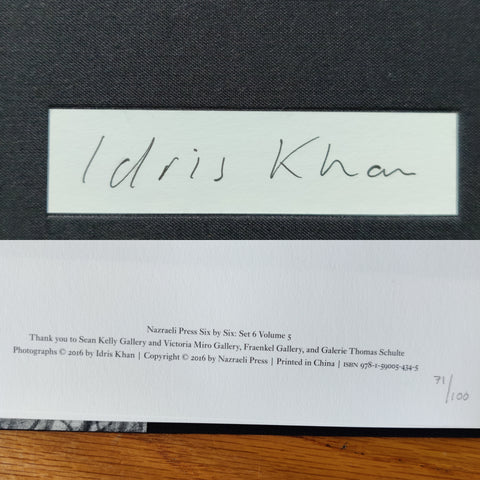 Idris Khan
Nazraeli Press Six by Six: Set 6 Volume 5
Thank you to Sean Kelly Gallery and Victoria Miro Gallery, Fraenkel Gallery, and Galerie Thomas Schulte
Photographs © 2016 by Idris Khan | Copyright © 2016 by Nazraeli Press | Printed in China | ISBN 978-1-59005-434-5
71/100